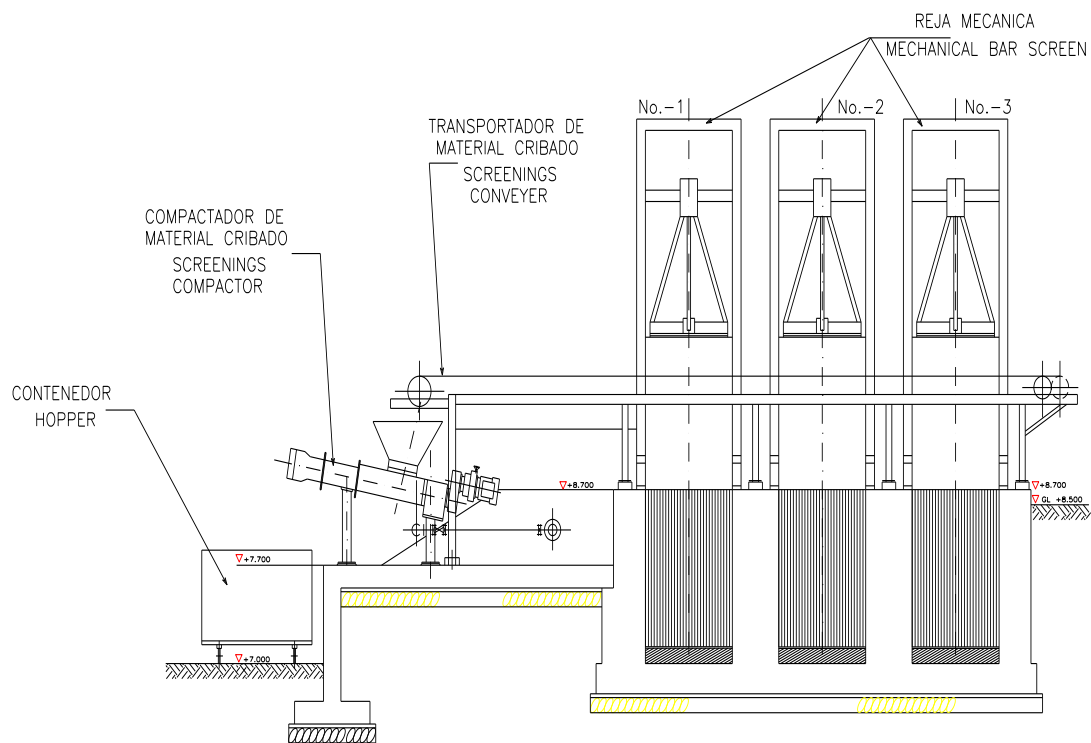 REJA MECANICA
MECHANICAL BAR SCREEN
No.-1
No.-2
No.-3
TRANSPORTADOR DE
MATERIAL CRIBADO
SCREENINGS
CONVEYER
COMPACTADOR DE
MATERIAL CRIBADO
SCREENINGS
COMPACTOR
CONTENEDOR
HOPPER
+8.700
+8.700
GL +8.500
+7.700
+7.000